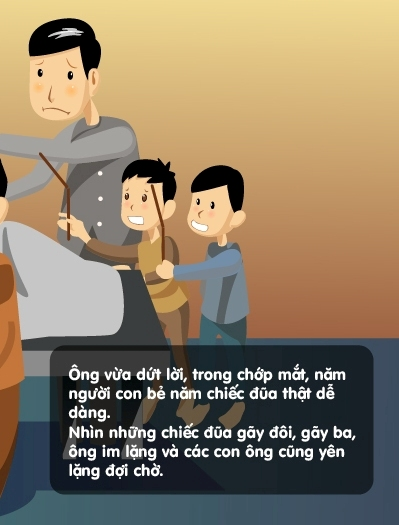 Ông vừa dứt lời, trong chớp mắt, năm
người con bẻ năm chiếc đũa thật dễ
dàng.
Nhìn những chiếc đũa gãy đôi, gãy ba,
ông im lặng và các con ông cũng yên
lặng đợi chờ.